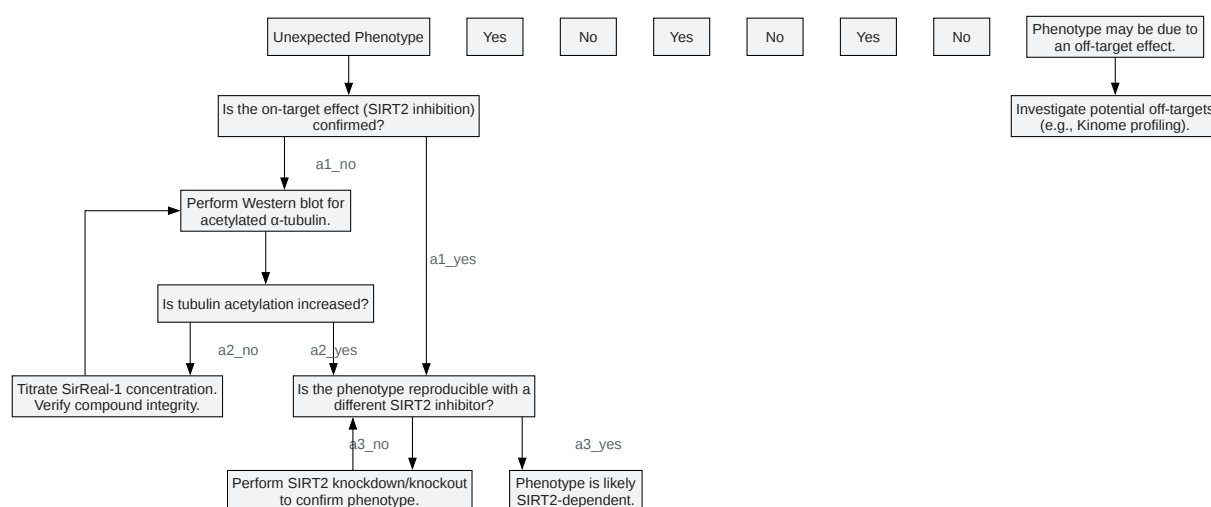 Unexpected Phenotype
Yes
No
Yes
No
Yes
No
Phenotype may be due to
an off-target effect.
Is the on-target effect (SIRT2 inhibition)
confirmed?
Investigate potential off-targets
(e.g., Kinome profiling).
a1_no
Perform Western blot for
acetylated α-tubulin.
a1_yes
Is tubulin acetylation increased?
a2_no
a2_yes
Titrate SirReal-1 concentration.
Verify compound integrity.
Is the phenotype reproducible with a
different SIRT2 inhibitor?
a3_no
a3_yes
Perform SIRT2 knockdown/knockout
to confirm phenotype.
Phenotype is likely
SIRT2-dependent.